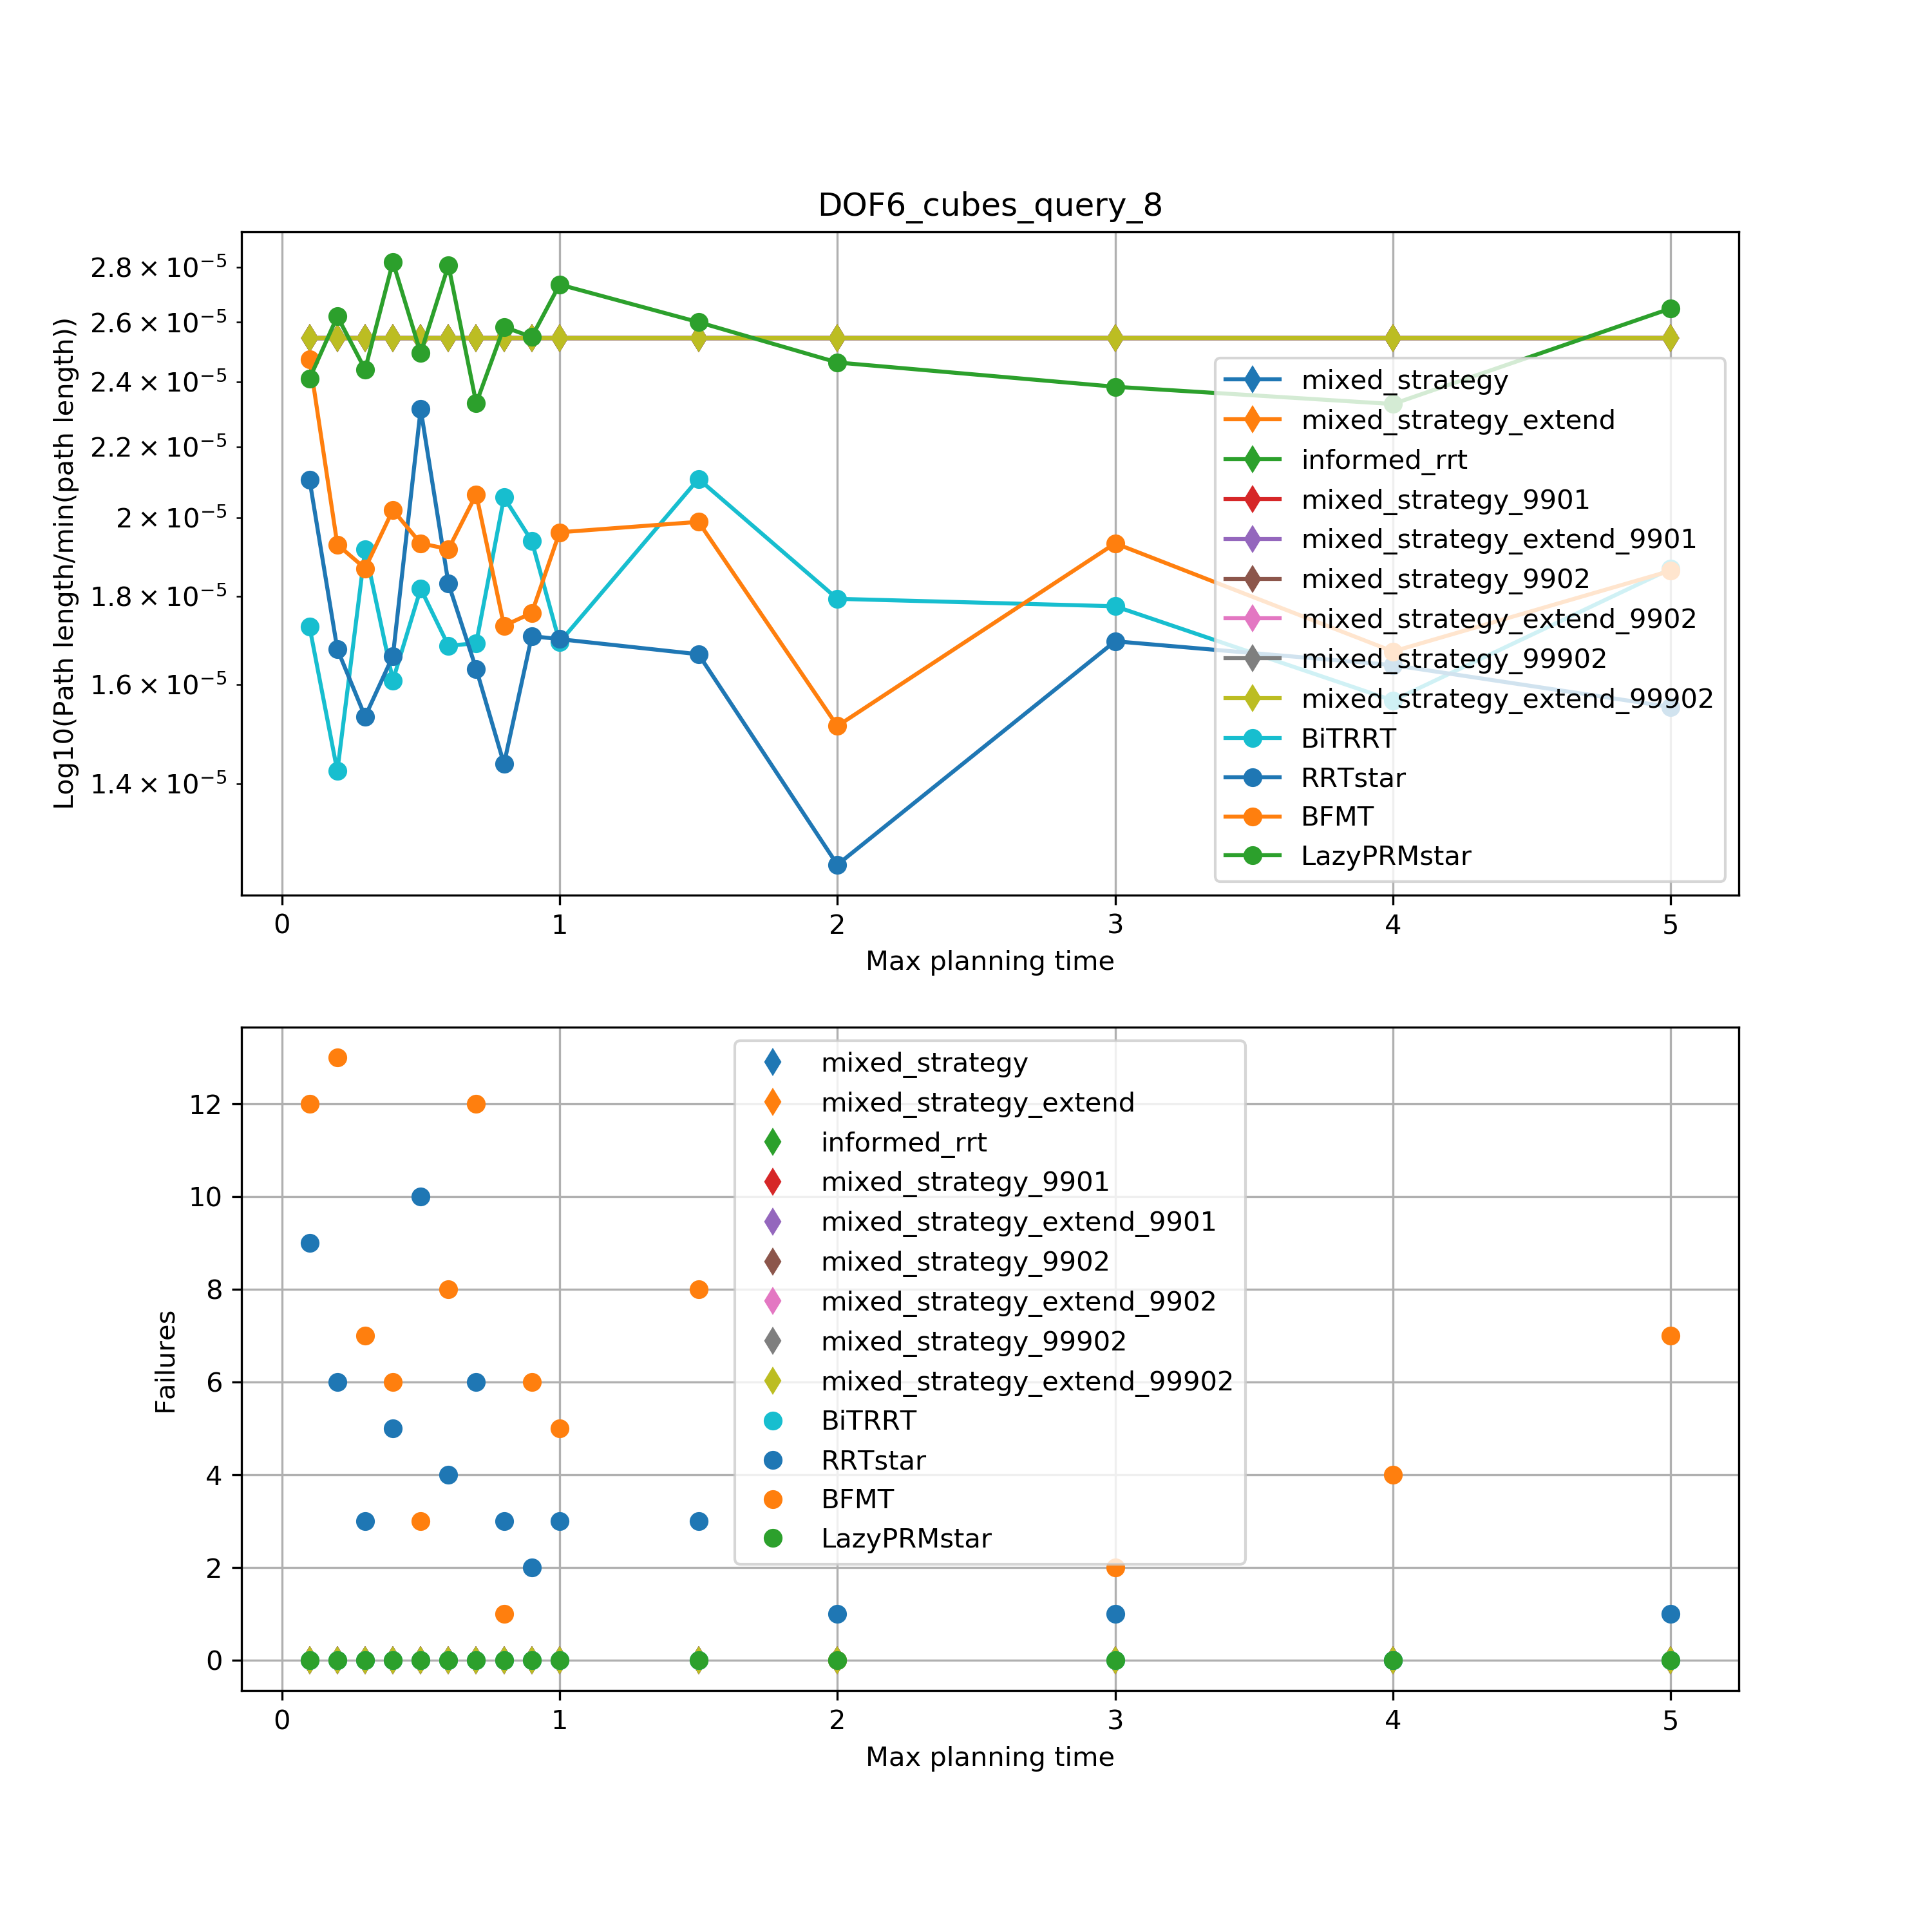 DOF6_cubes_query_8
Log10(Path length/min(path length))
2.8 × 10⁻⁵
2.6 × 10⁻⁵
2.4 × 10⁻⁵
2.2 × 10⁻⁵
2 × 10⁻⁵
1.8 × 10⁻⁵
1.6 × 10⁻⁵
1.4 × 10⁻⁵
mixed_strategy
mixed_strategy_extend
informed_rrt
mixed_strategy_9901
mixed_strategy_extend_9901
mixed_strategy_9902
mixed_strategy_extend_9902
mixed_strategy_99902
mixed_strategy_extend_99902
BiTRRT
RRTstar
BFMT
LazyPRMstar
0 1 2 3 4 5
Max planning time
Failures
12
10
8
6
4
2
0
mixed_strategy
mixed_strategy_extend
informed_rrt
mixed_strategy_9901
mixed_strategy_extend_9901
mixed_strategy_9902
mixed_strategy_extend_9902
mixed_strategy_99902
mixed_strategy_extend_99902
BiTRRT
RRTstar
BFMT
LazyPRMstar
0 1 2 3 4 5
Max planning time